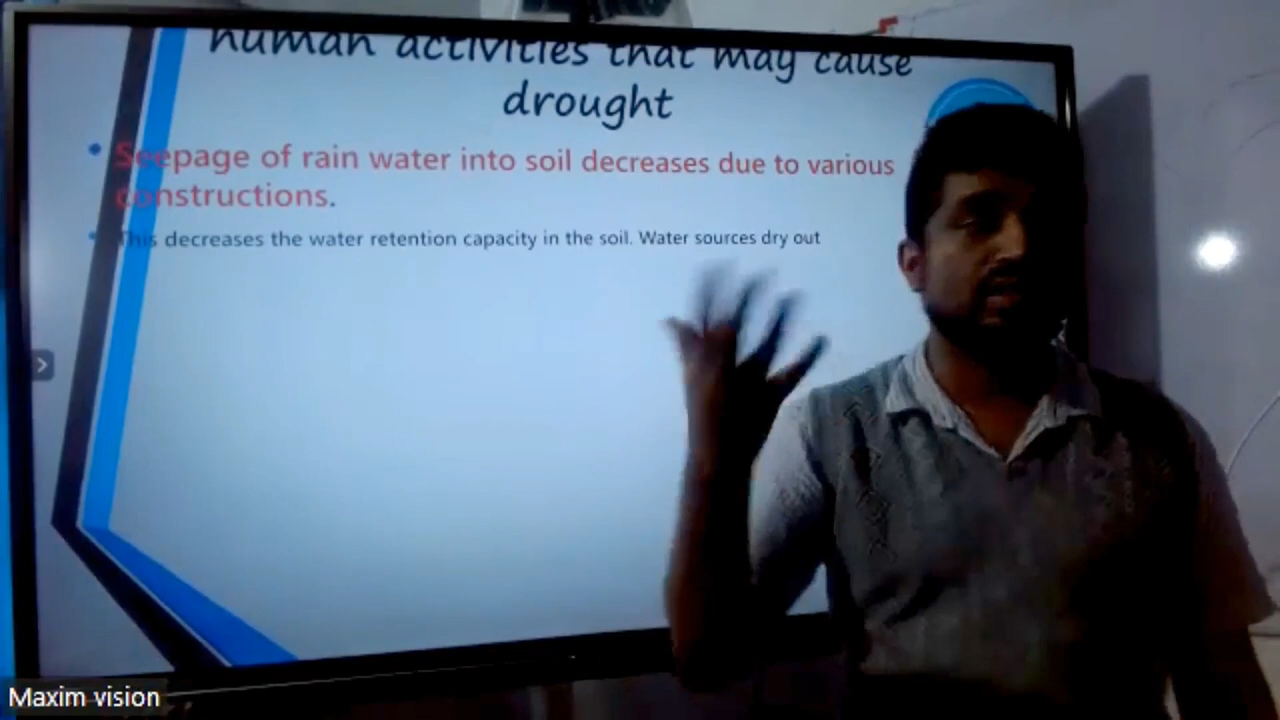 human activities that may cause
drought
• Seepage of rain water into soil decreases due to various
constructions.
• This decreases the water retention capacity in the soil. Water sources dry out
Maxim vision